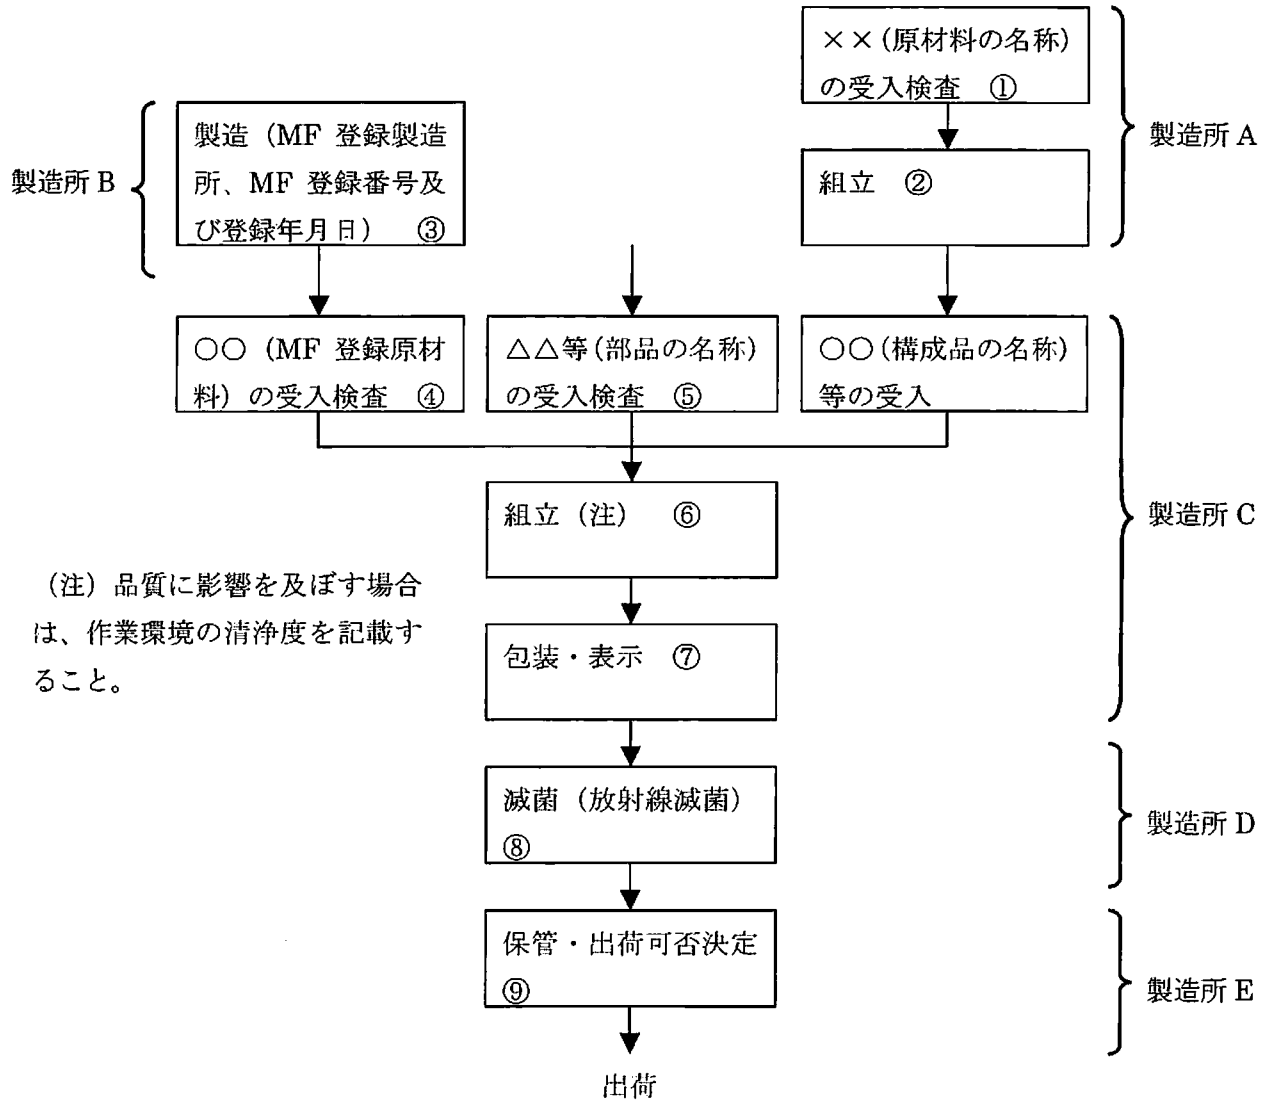 ××(原材料の名称)
の受入検査 ①
製造所 A
製造(MF 登録製造
所、MF 登録番号及
び登録年月日) ③
製造所 B
組立 ②
〇〇(MF 登録原材
料)の受入検査 ④
△△等(部品の名称)
の受入検査 ⑤
〇〇(構成品の名称)
等の受入
組立(注) ⑥
製造所 C
(注)品質に影響を及ぼす場合
は、作業環境の清浄度を記載す
ること。
包装・表示 ⑦
滅菌(放射線滅菌)
⑧
製造所 D
保管・出荷可否決定
⑨
製造所 E
出荷